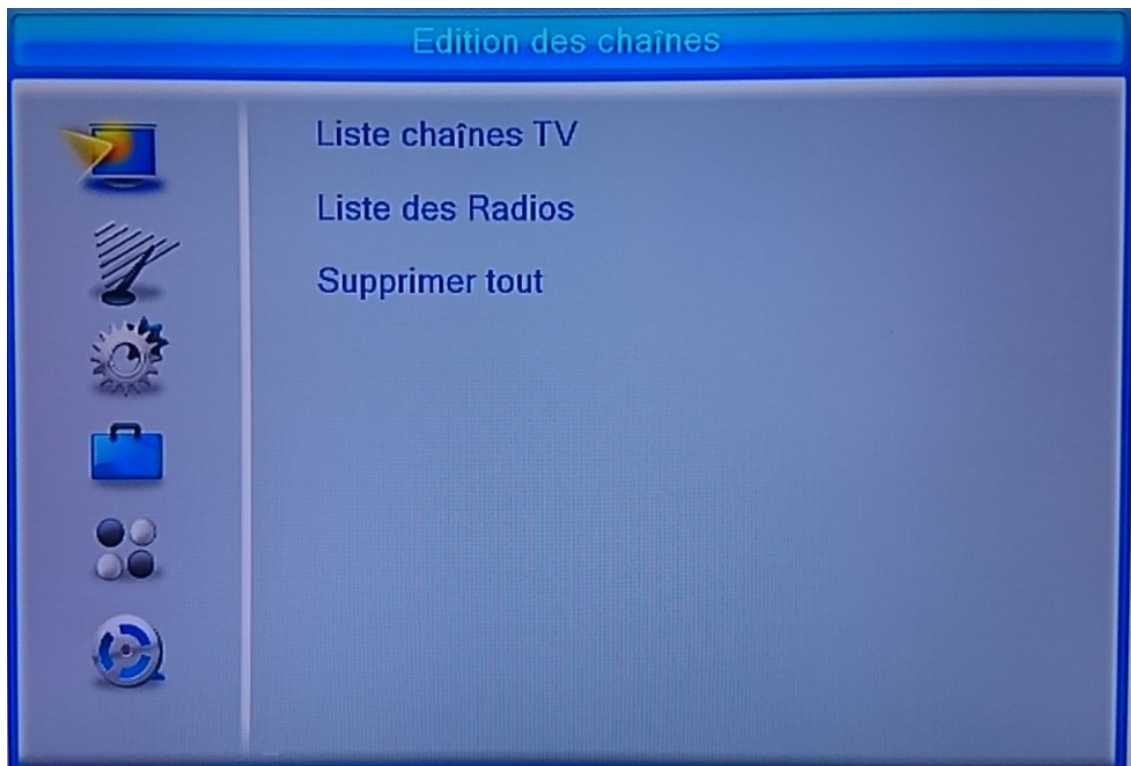 Edition des chaînes
Liste chaînes TV
Liste des Radios
Supprimer tout